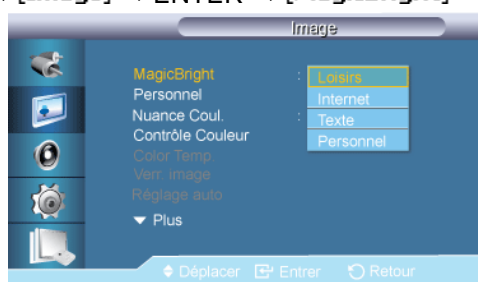 → ENTER →
Image
MagicBright : Loisirs
Personnel Internet
Nuance Coul. : Texte
Contrôle Couleur Personnel
Color Temp.
Verr. image
Réglage auto
Plus
Déplacer Entrer Retour